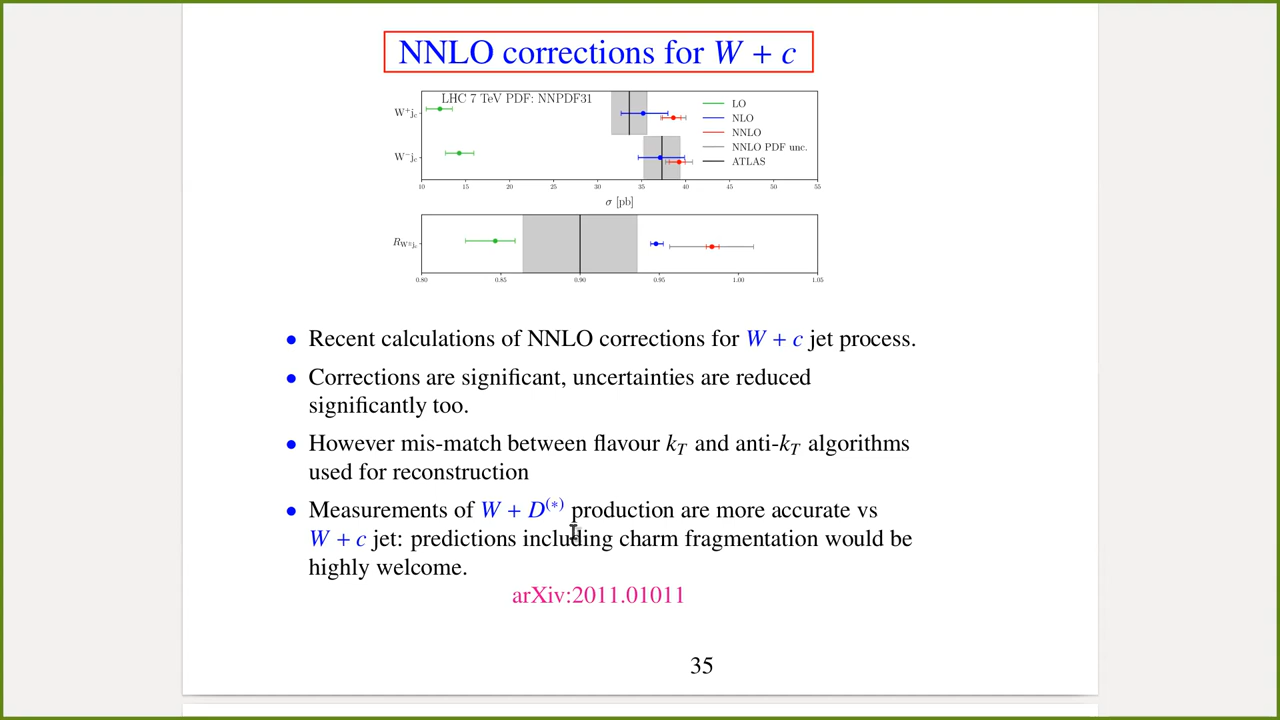 NNLO corrections for W + c
LHC 7 TeV PDF: NNPDF31
W⁺j_c
W⁻j_c
LO
NLO
NNLO
NNLO PDF unc.
ATLAS
10 15 20 25 30 35 40 45 50 55
σ [pb]
R_{W±j_c}
0.80 0.85 0.90 0.95 1.00 1.05
• Recent calculations of NNLO corrections for W + c jet process.
• Corrections are significant, uncertainties are reduced
significantly too.
• However mis-match between flavour k_T and anti-k_T algorithms
used for reconstruction
• Measurements of W + D^{(*)} production are more accurate vs
W + c jet: predictions including charm fragmentation would be
highly welcome.
arXiv:2011.01011
35